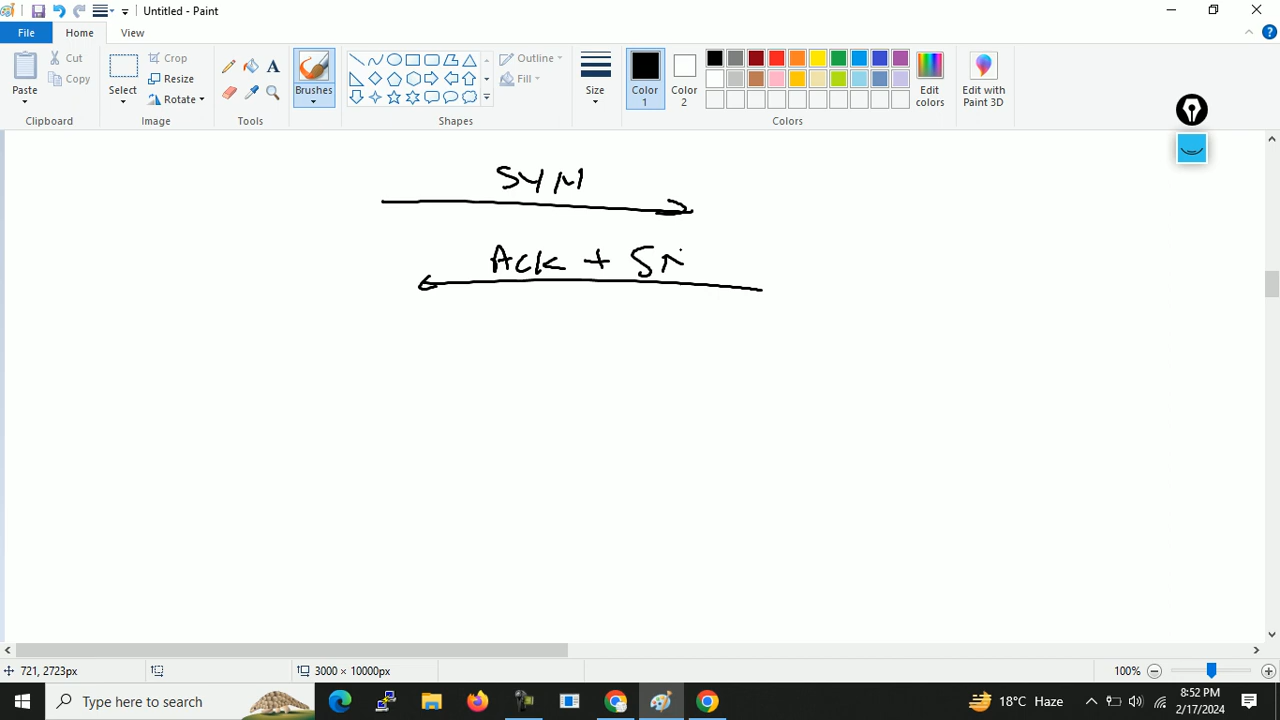 Untitled - Paint
File Home View
Paste
Cut
Copy
Clipboard
Select
Crop
Resize
Rotate
Image
Tools
Brushes
Shapes
Outline
Fill
Size
Color 1
Color 2
Edit colors
Colors
Edit with Paint 3D
SYN
Ack +
721, 2723px
3000 × 10000px
100%
Type here to search
18°C Haze
8:52 PM
2/17/2024